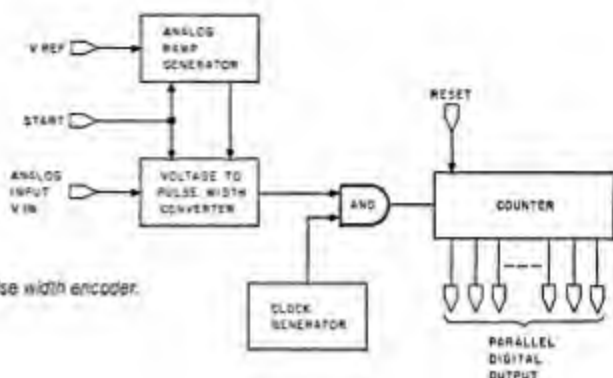 ANALOG
RAMP
GENERATOR
V REF
START
RESET
ANALOG
INPUT
V IN
VOLTAGE TO
PULSE WIDTH
CONVERTER
AND
COUNTER
se width encoder.
CLOCK
GENERATOR
PARALLEL
DIGITAL
OUTPUT